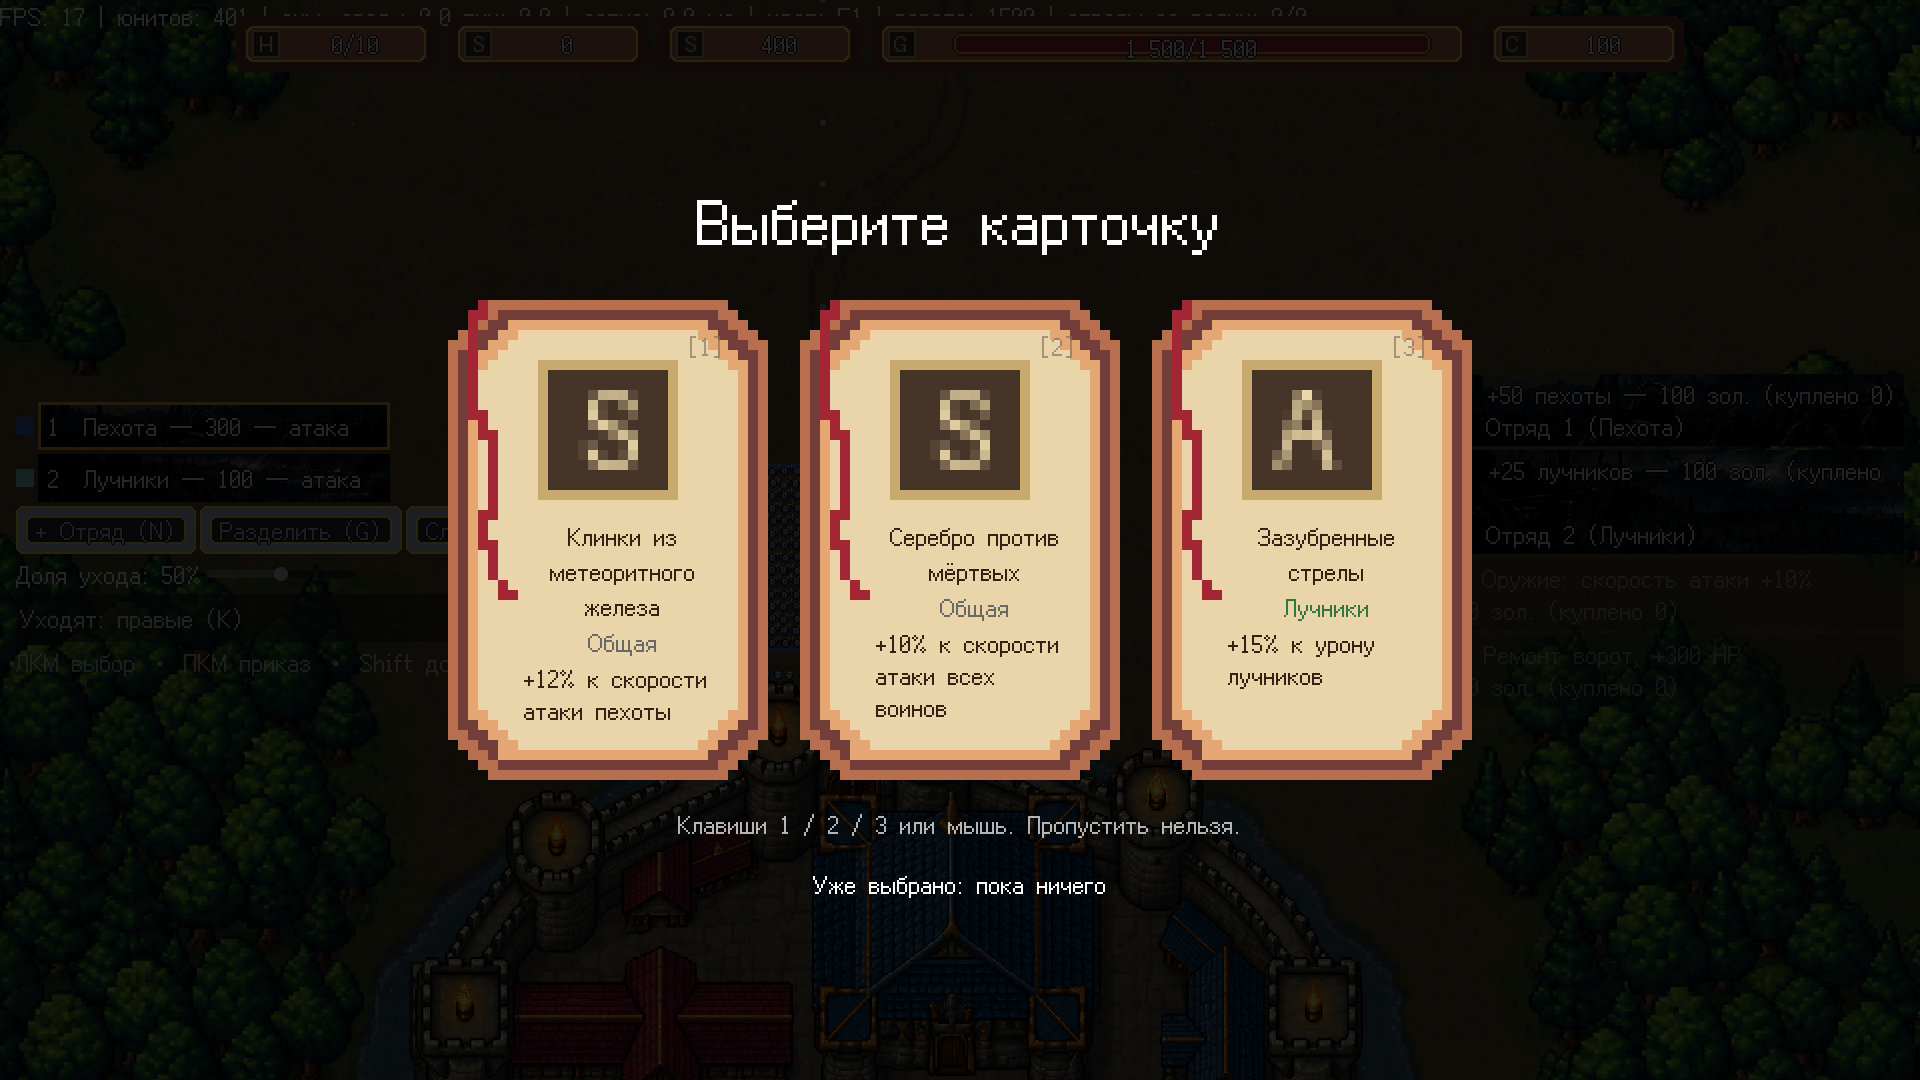 FPS: 17 | юнитов: 401
H 0/10
S 0
S 400
G 1 500/1 500
C 100
Выберите карточку
[1]
S
Клинки из
метеоритного
железа
Общая
+12% к скорости
атаки пехоты
[2]
S
Серебро против
мёртвых
Общая
+10% к скорости
атаки всех
воинов
[3]
A
Зазубренные
стрелы
Лучники
+15% к урону
лучников
1 Пехота — 300 — атака
2 Лучники — 100 — атака
+ Отряд (N) Разделить (G)
Доля ухода: 50%
Уходят: правые (K)
ЛКМ выбор · ПКМ приказ · Shift
+50 пехоты — 100 зол. (куплено 0)
Отряд 1 (Пехота)
+25 лучников — 100 зол. (куплено
Отряд 2 (Лучники)
Оружие: скорость атаки +10%
зол. (куплено 0)
Ремонт ворот, +300 HP
зол. (куплено 0)
Клавиши 1 / 2 / 3 или мышь. Пропустить нельзя.
Уже выбрано: пока ничего